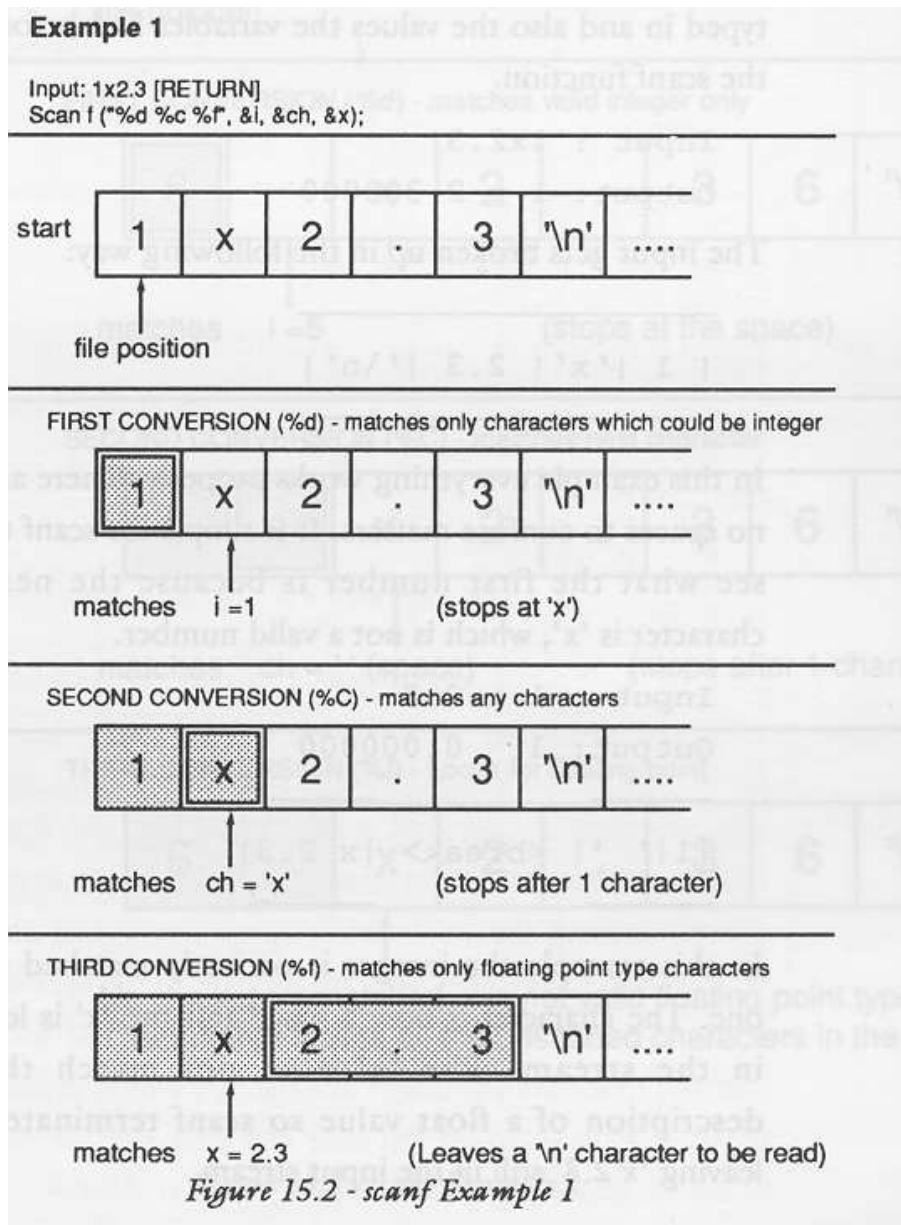 Example 1
Input: 1x2.3 [RETURN]
Scan f ("%d %c %f", &i, &ch, &x);
start 1 x 2 . 3 '\n' ....
file position
FIRST CONVERSION (%d) - matches only characters which could be integer
1 x 2 . 3 '\n' ....
matches i =1 (stops at 'x')
SECOND CONVERSION (%C) - matches any characters
1 x 2 . 3 '\n' ....
matches ch = 'x' (stops after 1 character)
THIRD CONVERSION (%f) - matches only floating point type characters
1 x 2 . 3 '\n' ....
matches x = 2.3 (Leaves a '\n' character to be read)
Figure 15.2 - scanf Example 1